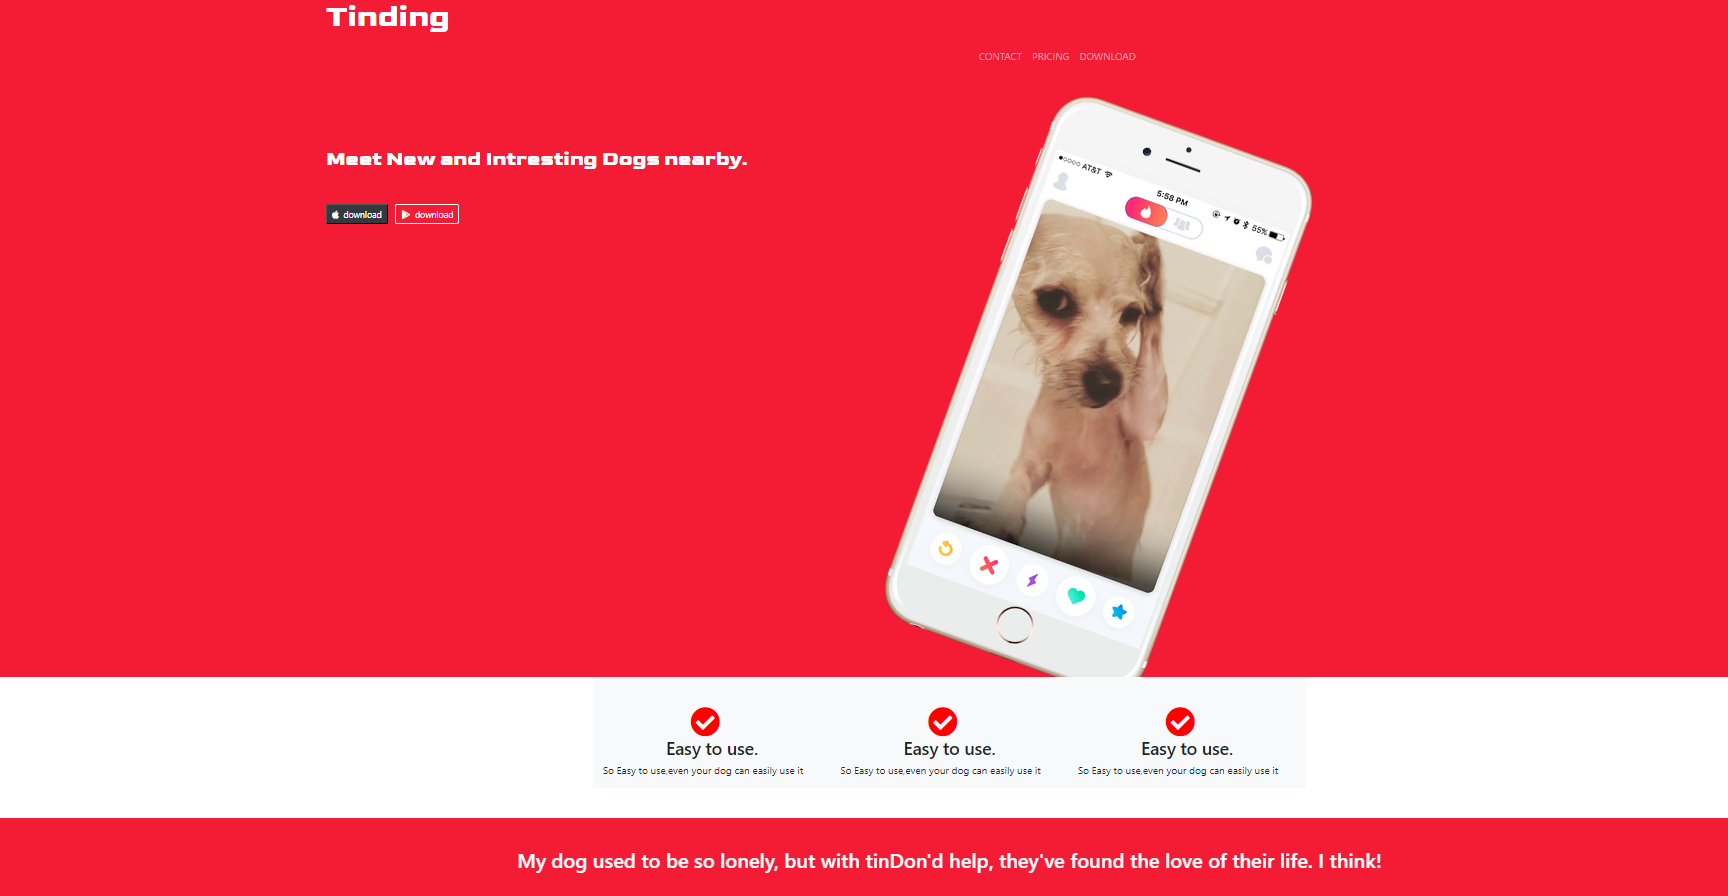 Tinding
CONTACT PRICING DOWNLOAD
Meet New and Intresting Dogs nearby.
download download
AT&T
5:58 PM
55%
Easy to use. Easy to use. Easy to use.
So Easy to use,even your dog can easily use it So Easy to use,even your dog can easily use it So Easy to use,even your dog can easily use it
My dog used to be so lonely, but with tinDon'd help, they've found the love of their life. I think!